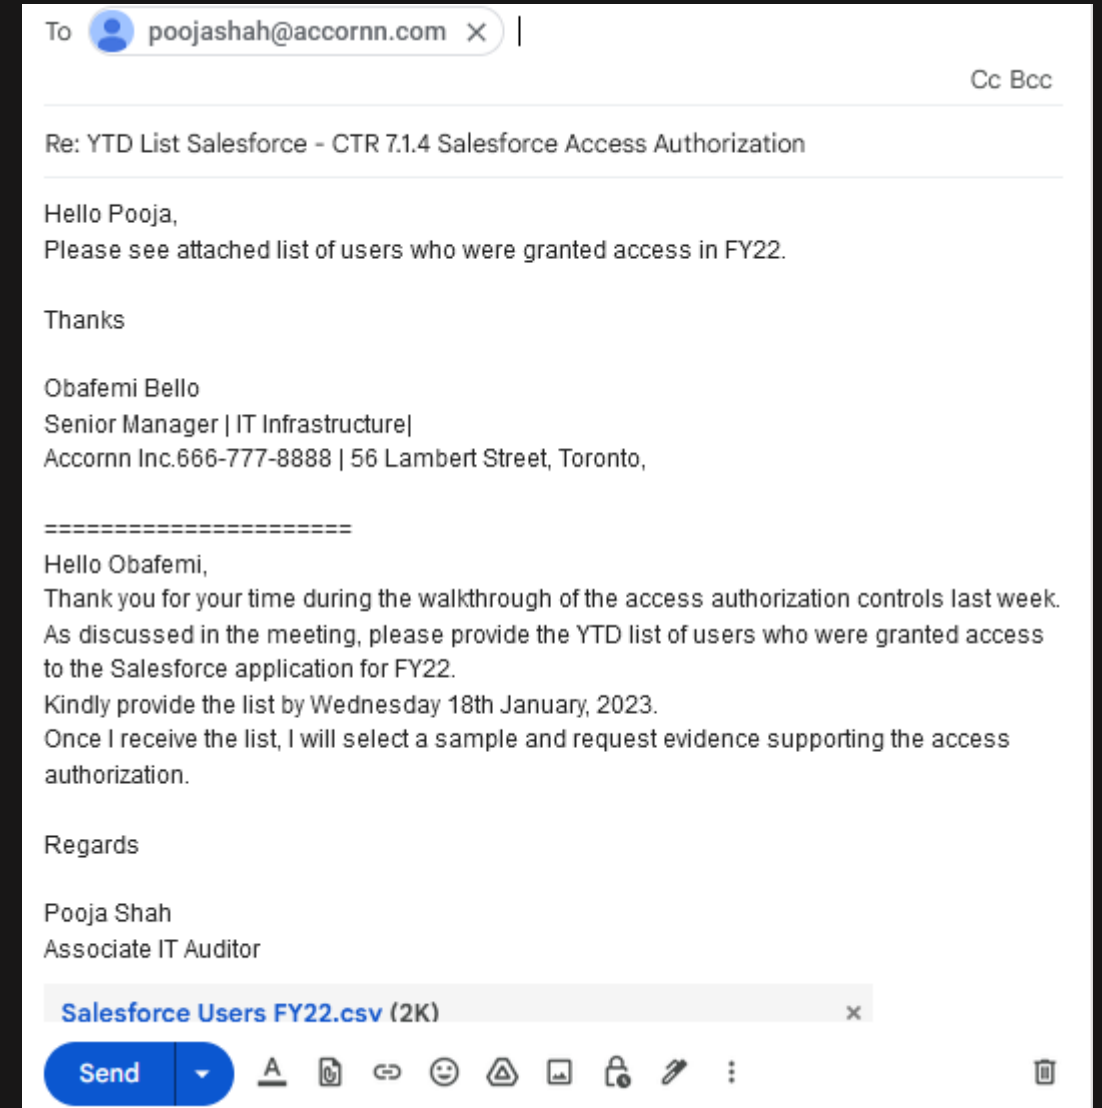 To poojashah@accornn.com
Cc Bcc
Re: YTD List Salesforce - CTR 7.1.4 Salesforce Access Authorization
Hello Pooja,
Please see attached list of users who were granted access in FY22.
Thanks
Obafemi Bello
Senior Manager | IT Infrastructure|
Accornn Inc.666-777-8888 | 56 Lambert Street, Toronto,
======================
Hello Obafemi,
Thank you for your time during the walkthrough of the access authorization controls last week.
As discussed in the meeting, please provide the YTD list of users who were granted access
to the Salesforce application for FY22.
Kindly provide the list by Wednesday 18th January, 2023.
Once I receive the list, I will select a sample and request evidence supporting the access
authorization.
Regards
Pooja Shah
Associate IT Auditor
Salesforce Users FY22.csv (2K)
Send